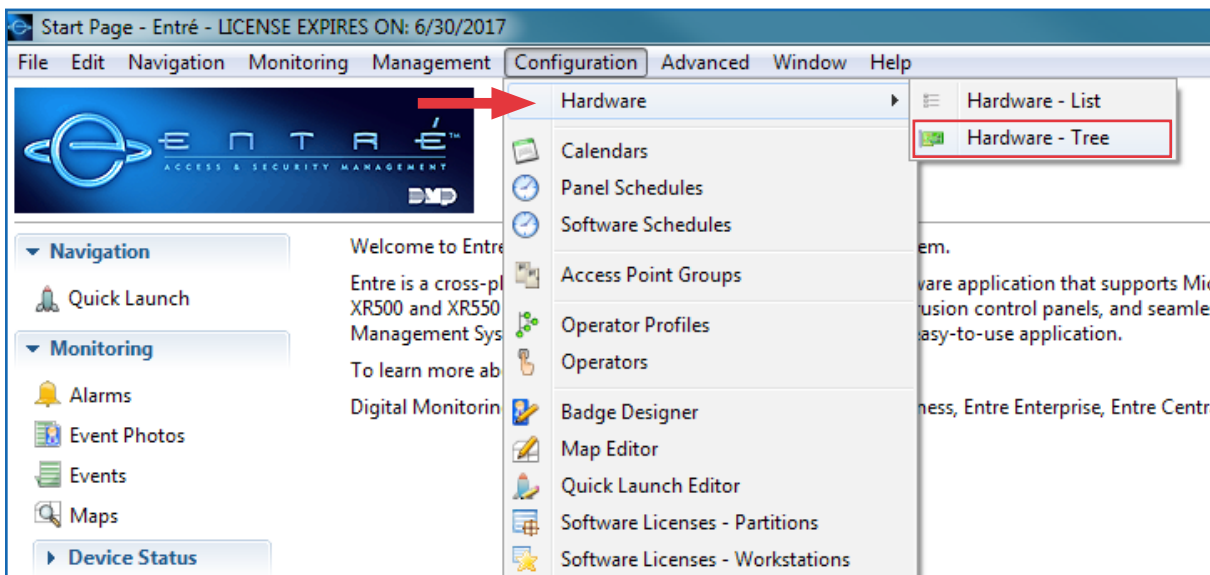 Start Page - Entré - LICENSE EXPIRES ON: 6/30/2017
File Edit Navigation Monitoring Management Configuration Advanced Window Help
ENTRÉ™
ACCESS & SECURITY MANAGEMENT
DMP
Hardware
Hardware - List
Hardware - Tree
Calendars
Panel Schedules
Software Schedules
Access Point Groups
Operator Profiles
Operators
Badge Designer
Map Editor
Quick Launch Editor
Software Licenses - Partitions
Software Licenses - Workstations
Navigation
Quick Launch
Monitoring
Alarms
Event Photos
Events
Maps
Device Status
Welcome to Entre
Entre is a cross-pl
XR500 and XR550
Management Sys
To learn more ab
Digital Monitorin
em.
vare application that supports Mi
rusion control panels, and seamle
easy-to-use application.
ness, Entre Enterprise, Entre Centr